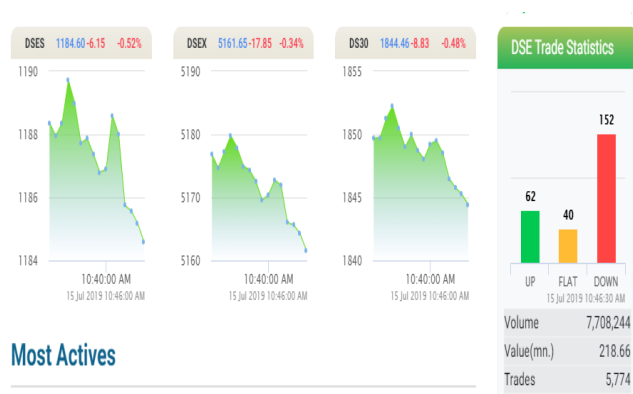 DSES 1184.60 -6.15 -0.52%
1190
1188
1186
1184
10:40:00 AM
15 Jul 2019 10:46:00 AM
DSEX 5161.65 -17.85 -0.34%
5190
5180
5170
5160
10:40:00 AM
15 Jul 2019 10:46:00 AM
DS30 1844.46 -8.83 -0.48%
1855
1850
1845
1840
10:40:00 AM
15 Jul 2019 10:46:00 AM
DSE Trade Statistics
152
62
40
UP FLAT DOWN
15 Jul 2019 10:46:30 AM
Volume 7,708,244
Value(mn.) 218.66
Trades 5,774
Most Actives